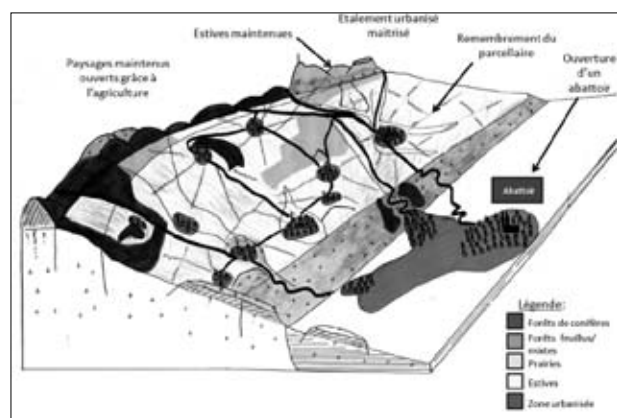 Etalement urbanisé
maitrisé
Estives maintenues
Remembrement du
parcellaire
Ouverture
d'un
abattoir
Paysages maintenus
ouverts grâce à
l'agriculture
Abattoir
Légende:
Forêts de conifères
Forêts feuillus/
mixtes
Prairies
Estives
Zone urbanisée